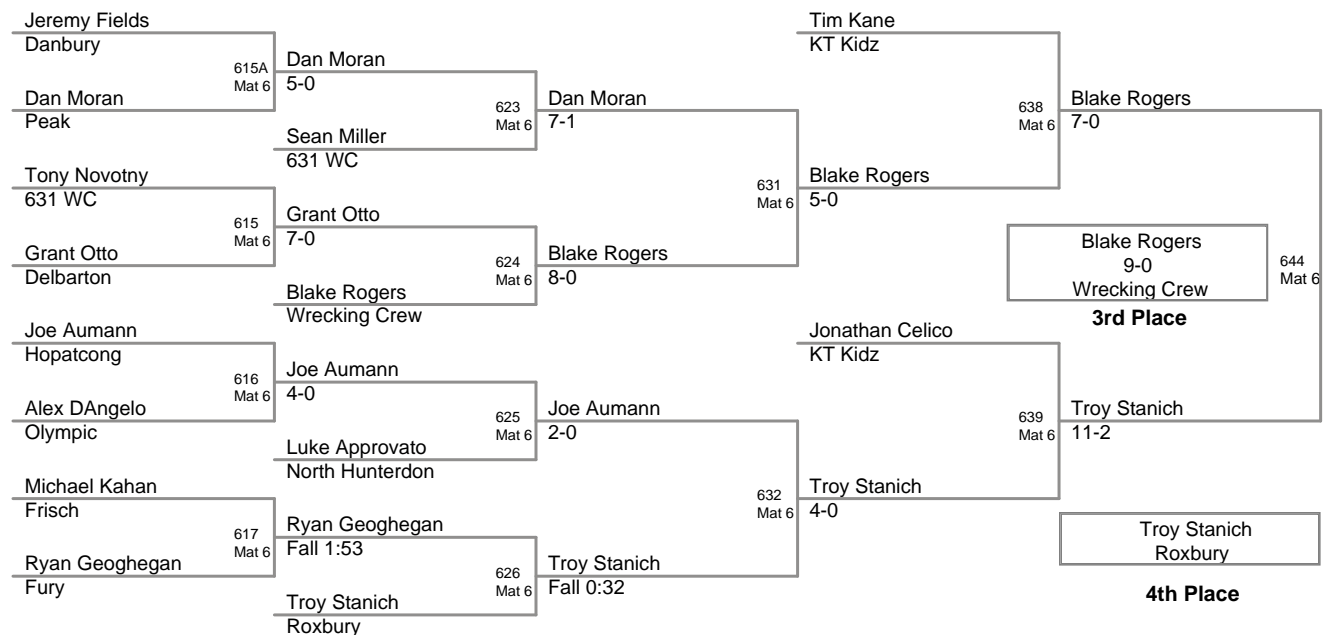 Jeremy Fields
Danbury
615A
Mat 6
Dan Moran
Peak
Dan Moran
5-0
Sean Miller
631 WC
623
Mat 6
Dan Moran
7-1
Tony Novotny
631 WC
615
Mat 6
Grant Otto
Delbarton
Grant Otto
7-0
Blake Rogers
Wrecking Crew
624
Mat 6
Blake Rogers
8-0
631
Mat 6
Tim Kane
KT Kidz
Blake Rogers
5-0
638
Mat 6
Blake Rogers
7-0
Joe Aumann
Hopatcong
616
Mat 6
Alex DAngelo
Olympic
Joe Aumann
4-0
Luke Approvato
North Hunterdon
625
Mat 6
Joe Aumann
2-0
Michael Kahan
Frisch
617
Mat 6
Ryan Geoghegan
Fury
Ryan Geoghegan
Fall 1:53
Troy Stanich
Roxbury
626
Mat 6
Troy Stanich
Fall 0:32
632
Mat 6
Jonathan Celico
KT Kidz
Troy Stanich
4-0
639
Mat 6
Troy Stanich
11-2
644
Mat 6
Blake Rogers
9-0
Wrecking Crew
3rd Place
Troy Stanich
Roxbury
4th Place